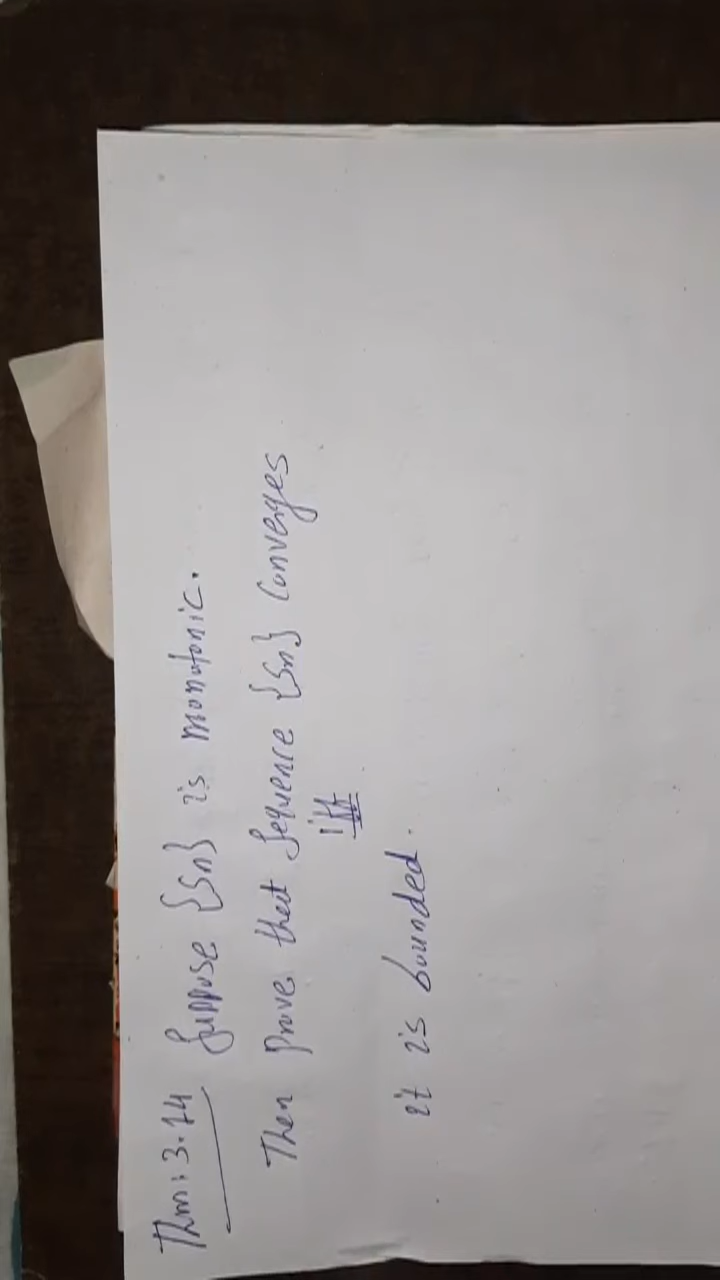 Thm: 3.14 Suppose {Sn} is monotonic.
Then prove that sequence {Sn} converges
iff
it is bounded.